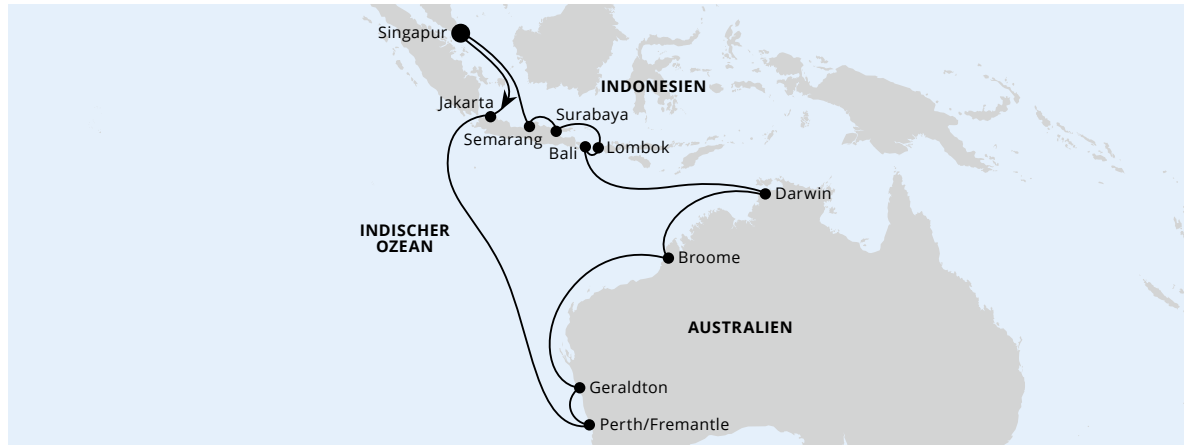 Singapur
INDONESIEN
Jakarta
Surabaya
Semarang
Bali
Lombok
Darwin
INDISCHER
OZEAN
Broome
AUSTRALIEN
Geraldton
Perth/Fremantle